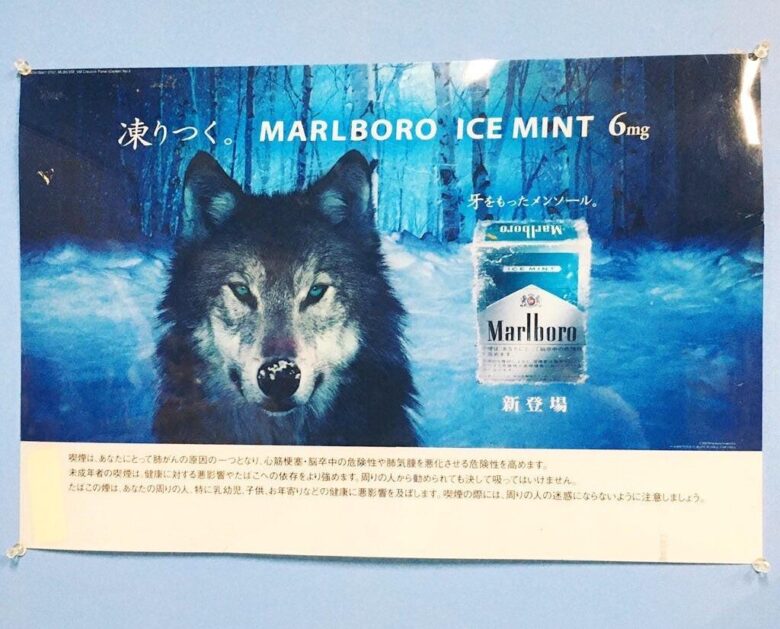 凍りつく。 MARLBORO ICE MINT 6mg
牙をもったメンソール。
Marlboro
ICE MINT
Marlboro
新登場
喫煙は、あなたにとって肺がんの原因の一つとなり、心筋梗塞・脳卒中の危険性や肺気腫を悪化させる危険性を高めます。
未成年者の喫煙は、健康に対する悪影響やたばこへの依存をより強めます。周りの人から勧められても決して吸ってはいけません。
たばこの煙は、あなたの周りの人、特に乳幼児、子供、お年寄りなどの健康に悪影響を及ぼします。喫煙の際には、周りの人の迷惑にならないように注意しましょう。